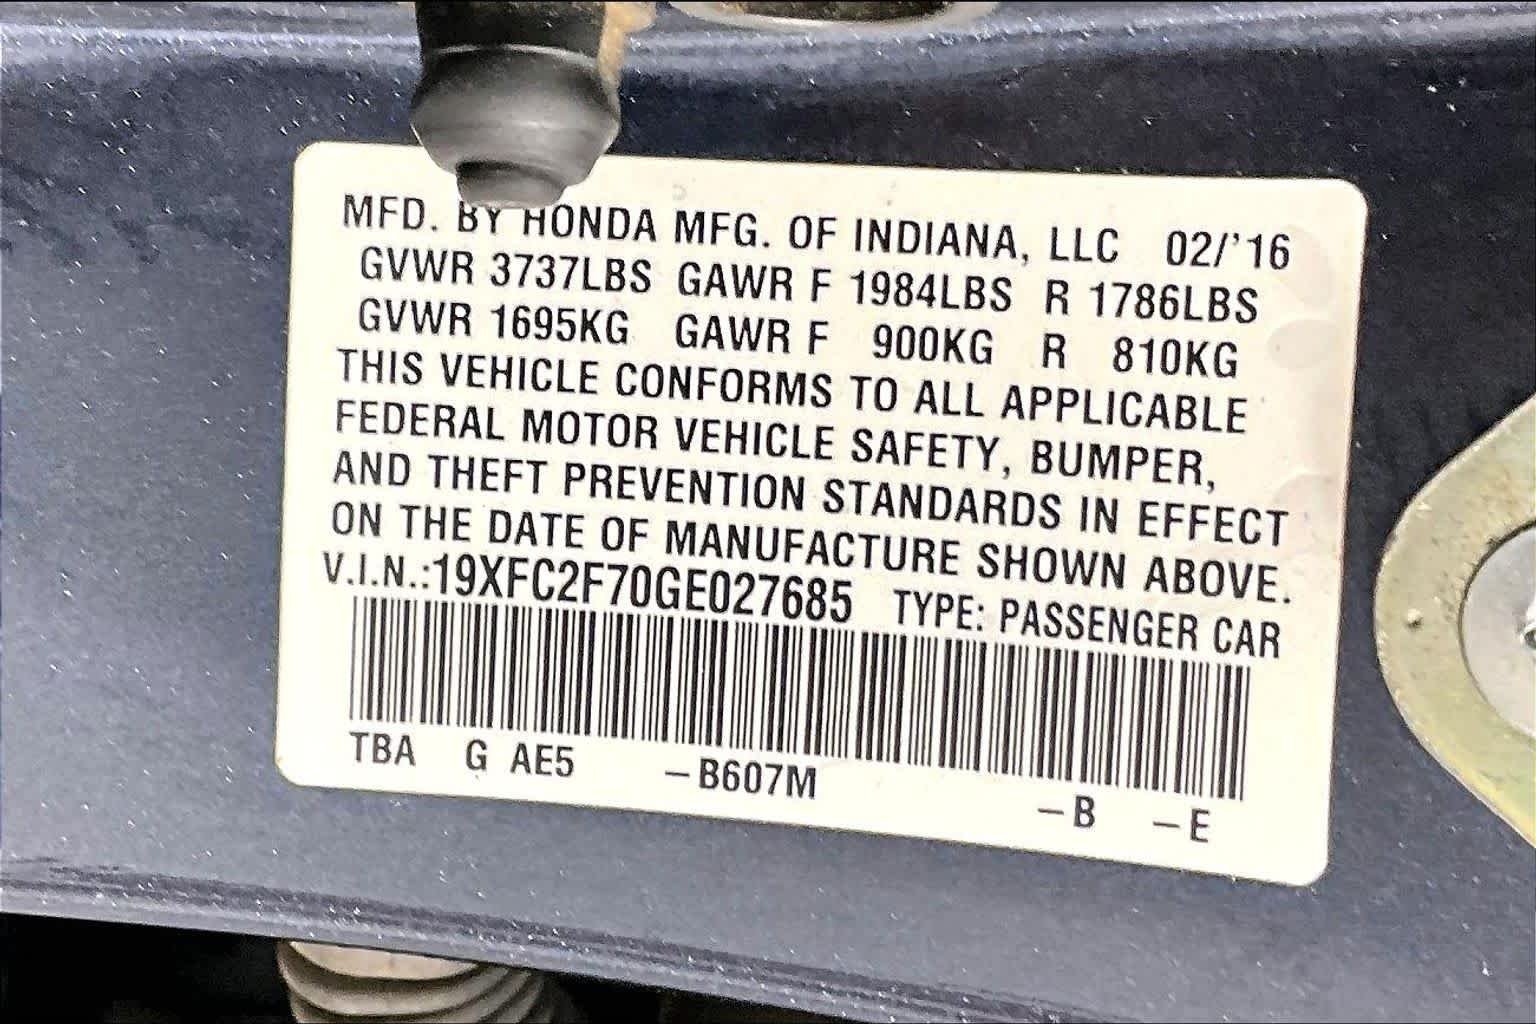 MFD. BY HONDA MFG. OF INDIANA, LLC 02/'16
GVWR 3737LBS GAWR F 1984LBS R 1786LBS
GVWR 1695KG GAWR F 900KG R 810KG
THIS VEHICLE CONFORMS TO ALL APPLICABLE
FEDERAL MOTOR VEHICLE SAFETY, BUMPER,
AND THEFT PREVENTION STANDARDS IN EFFECT
ON THE DATE OF MANUFACTURE SHOWN ABOVE.
V.I.N.:19XFC2F70GE027685 TYPE: PASSENGER CAR
TBA G AE5 -B607M -B -E